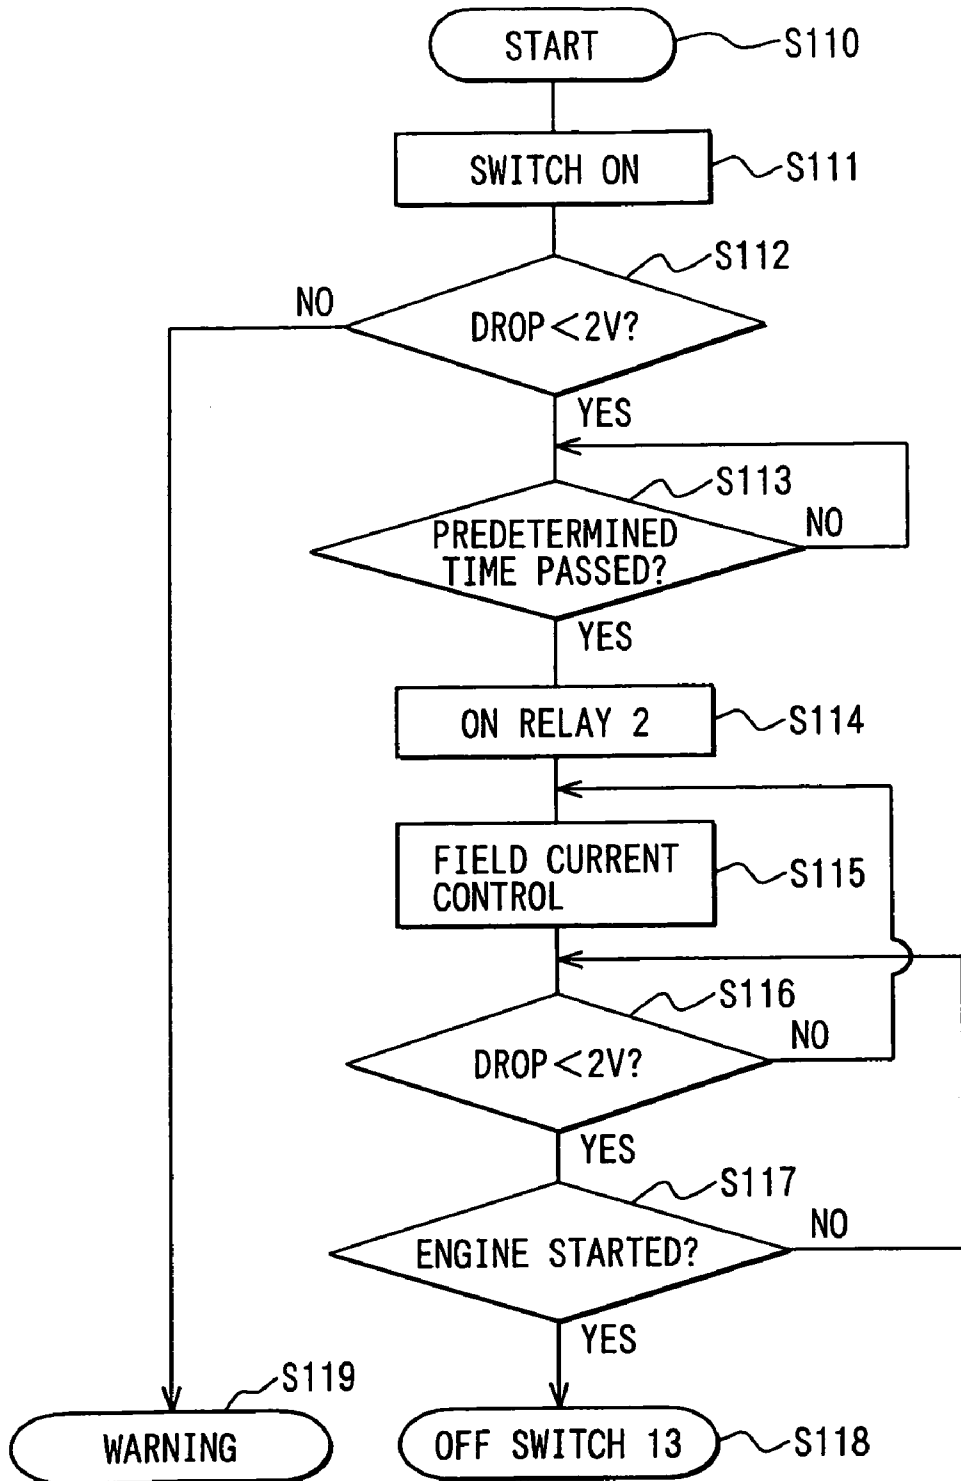 START
S110
SWITCH ON
S111
S112
NO
DROP<2V?
YES
S113
PREDETERMINED
TIME PASSED?
NO
YES
ON RELAY 2
S114
FIELD CURRENT
CONTROL
S115
S116
NO
DROP<2V?
YES
S117
NO
ENGINE STARTED?
YES
S119
WARNING
OFF SWITCH 13
S118